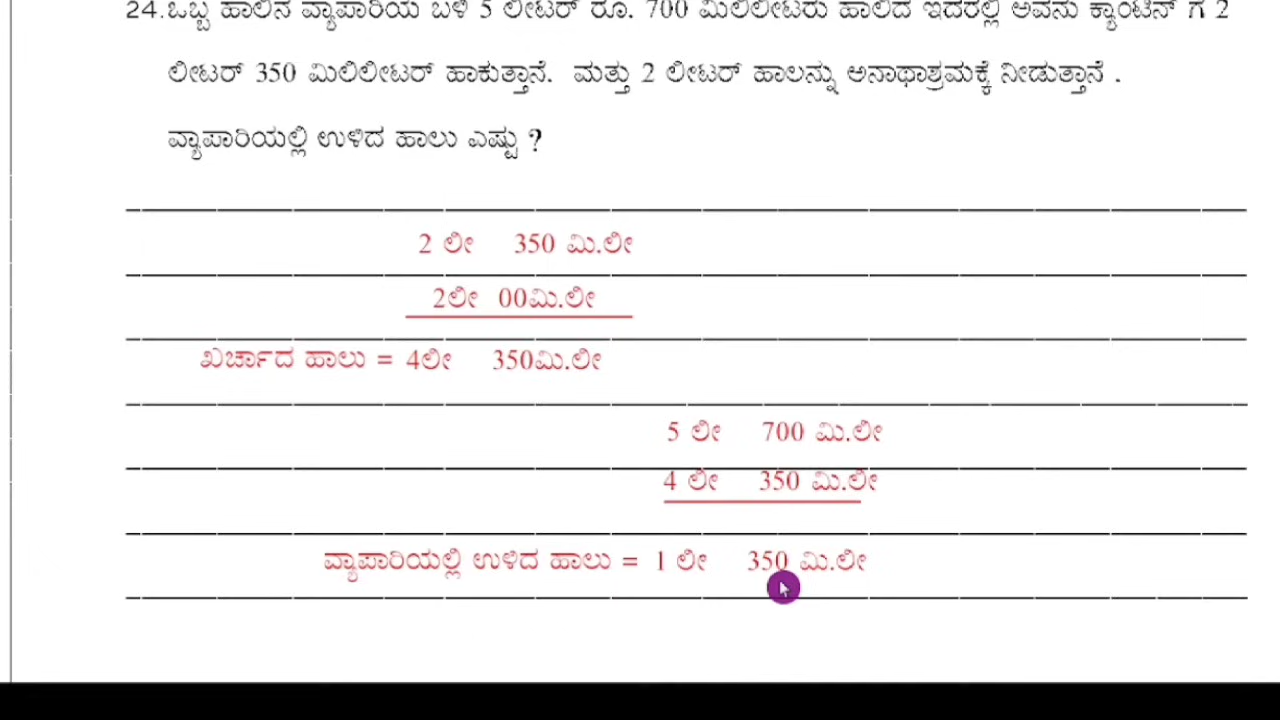 24.ಒಬ್ಬ ಹಾಲಿನ ವ್ಯಾಪಾರಿಯ ಬಳಿ 5 ಲೀಟರ್ ರೂ. 700 ಮಿಲಿಲೀಟರು ಹಾಲಿದೆ ಇದರಲ್ಲಿ ಅವನು ಕ್ಯಾಂಟಿನ್ ಗೆ 2
ಲೀಟರ್ 350 ಮಿಲಿಲೀಟರ್ ಹಾಕುತ್ತಾನೆ. ಮತ್ತು 2 ಲೀಟರ್ ಹಾಲನ್ನು ಅನಾಥಾಶ್ರಮಕ್ಕೆ ನೀಡುತ್ತಾನೆ .
ವ್ಯಾಪಾರಿಯಲ್ಲಿ ಉಳಿದ ಹಾಲು ಎಷ್ಟು ?
2 ಲೀ 350 ಮಿ.ಲೀ
2ಲೀ 00ಮಿ.ಲೀ
ಖರ್ಚಾದ ಹಾಲು = 4ಲೀ 350ಮಿ.ಲೀ
5 ಲೀ 700 ಮಿ.ಲೀ
4 ಲೀ 350 ಮಿ.ಲೀ
ವ್ಯಾಪಾರಿಯಲ್ಲಿ ಉಳಿದ ಹಾಲು = 1 ಲೀ 350 ಮಿ.ಲೀ